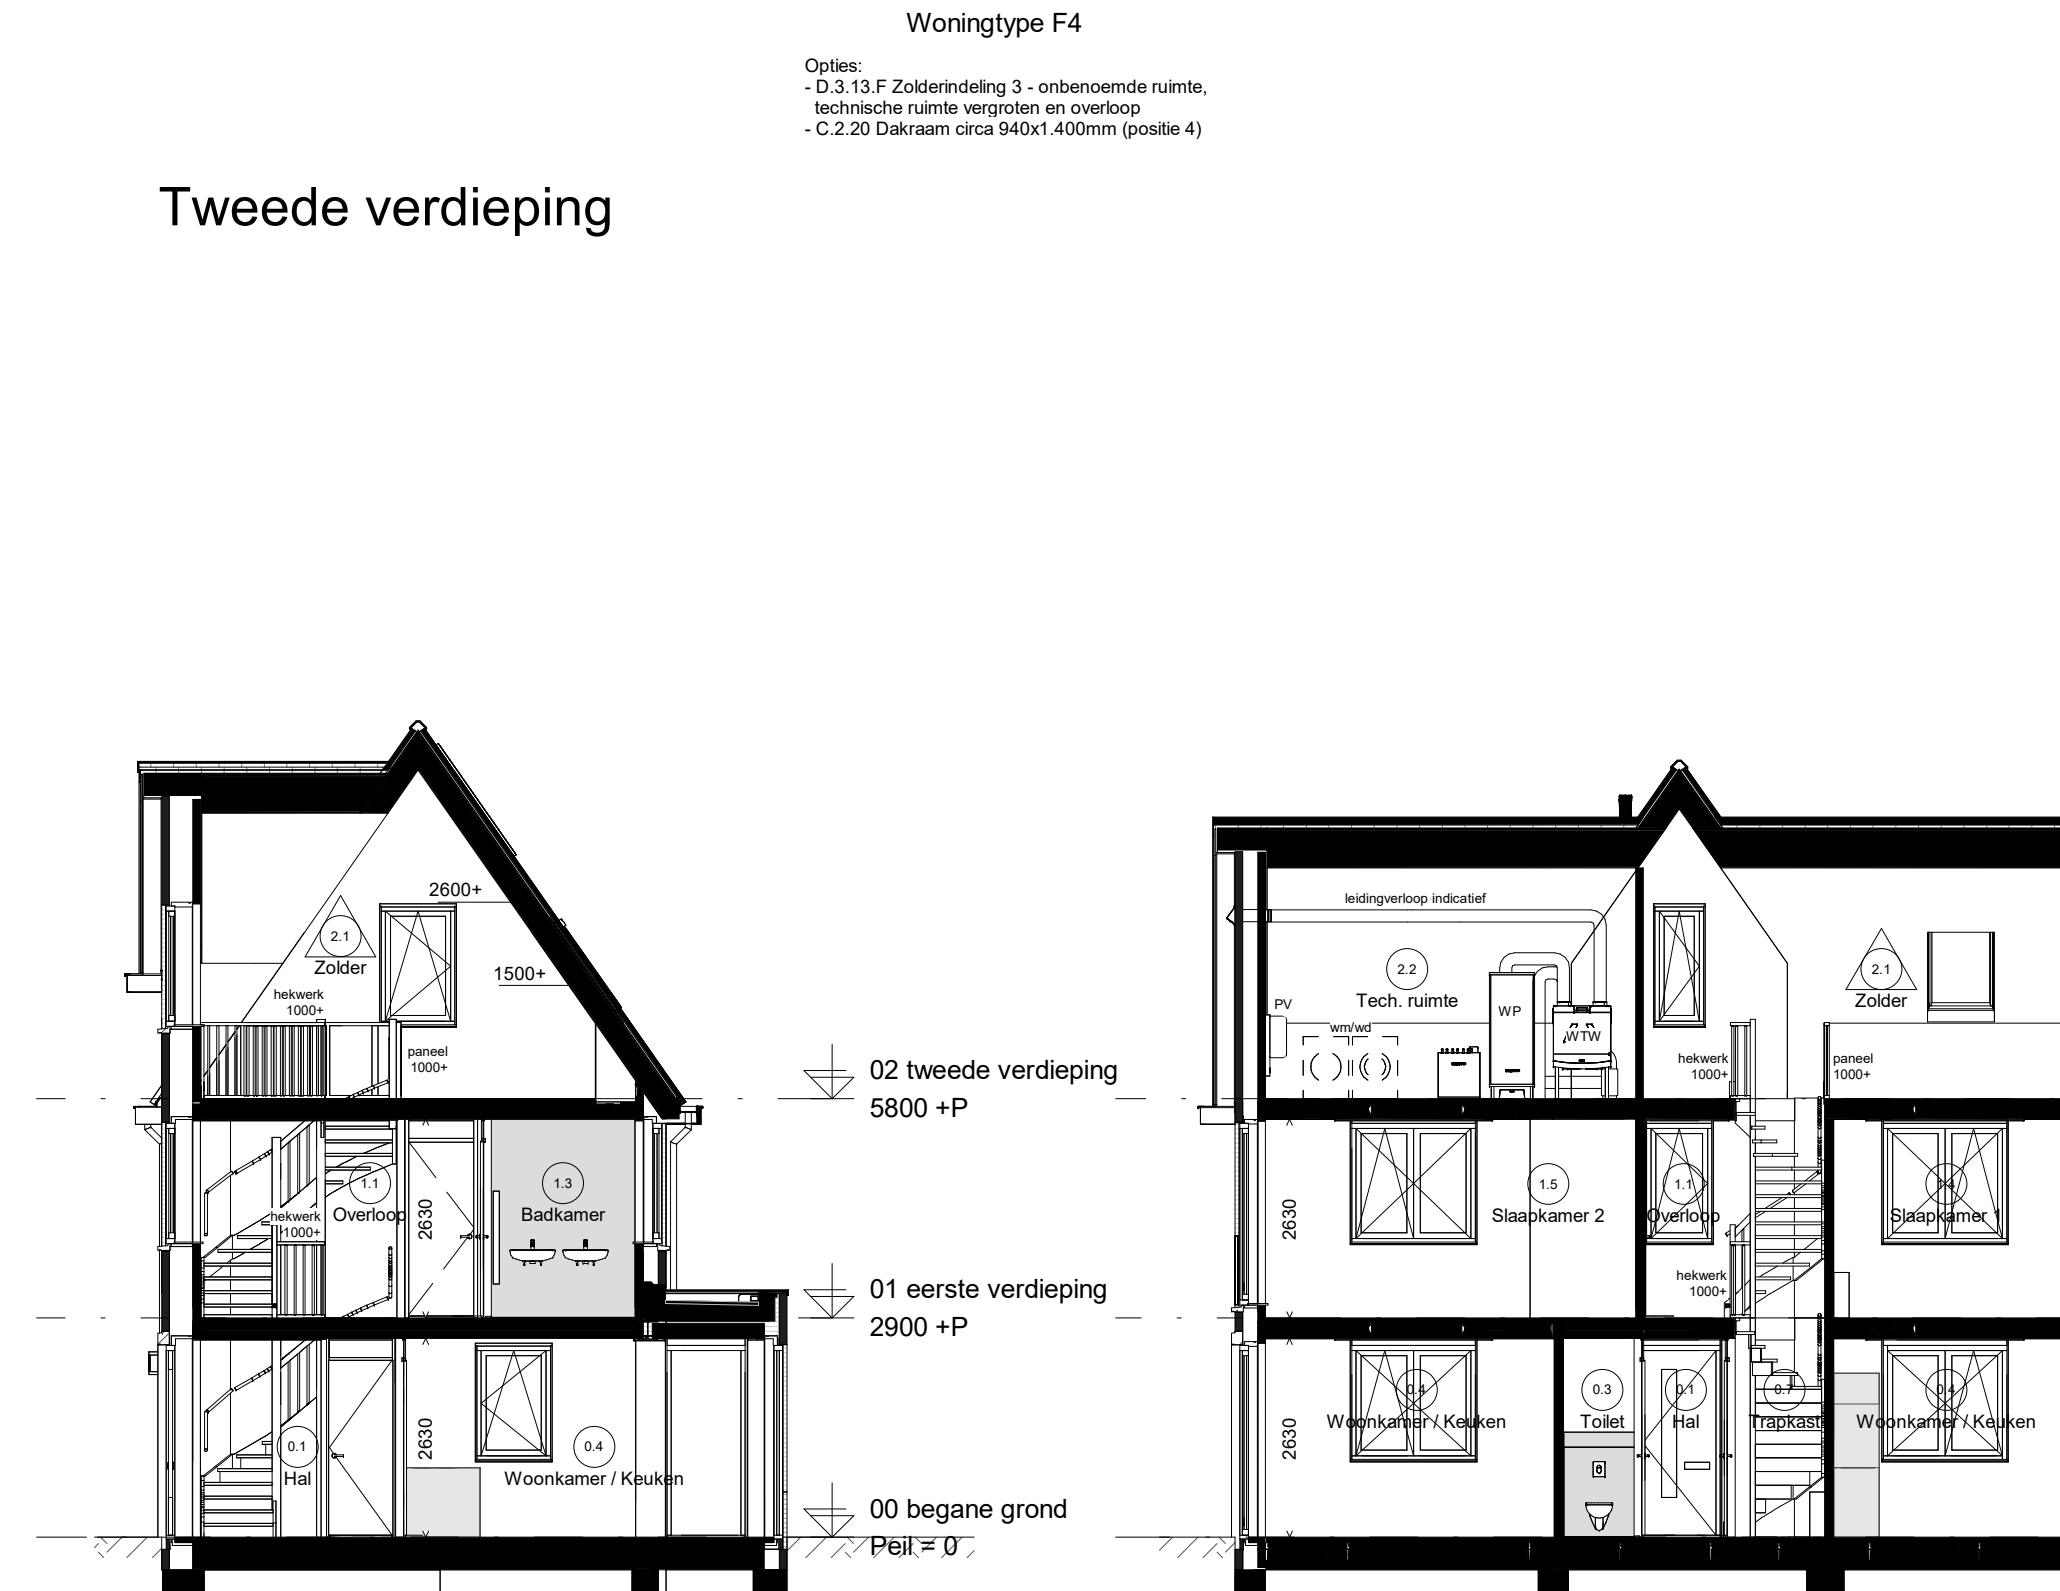 Woningtype F4
Opties:
- D.3.13.F Zolderindeling 3 - onbenoemde ruimte,
technische ruimte vergroten en overloop
- C.2.20 Dakraam circa 940x1.400mm (positie 4)
Tweede verdieping
2600+
2.1
Zolder
1500+
hekwerk
1000+
paneel
1000+
02 tweede verdieping
5800 +P
1.1
Overloop
hekwerk
1000+
2630
1.3
Badkamer
01 eerste verdieping
2900 +P
2630
0.1
Hal
0.4
Woonkamer / Keuken
00 begane grond
Peil = 0
leidingverloop indicatief
2.2
Tech. ruimte
PV
wm/wd
WP
WTW
2.1
Zolder
hekwerk
1000+
paneel
1000+
2630
1.5
Slaapkamer 2
1.1
Overloop
1.4
Slaapkamer 1
hekwerk
1000+
2630
0.4
Woonkamer / Keuken
0.3
Toilet
0.1
Hal
0.7
Trapkast
0.4
Woonkamer / Keuken